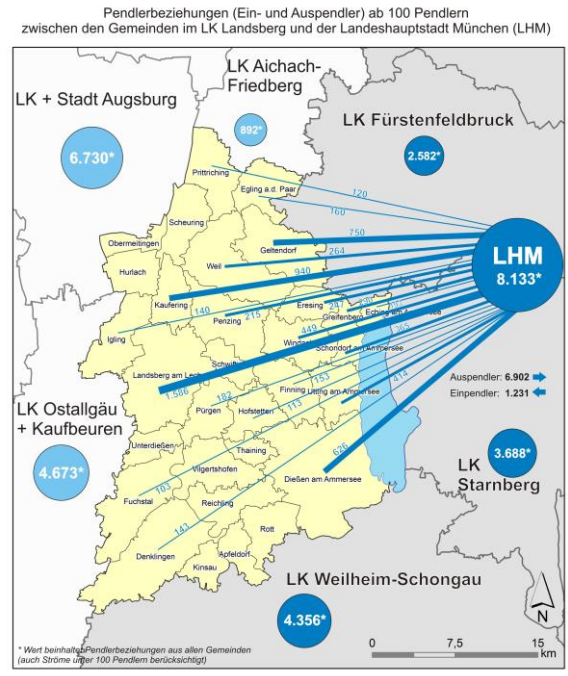 Pendlerbeziehungen (Ein- und Auspendler) ab 100 Pendlern
zwischen den Gemeinden im LK Landsberg und der Landeshauptstadt München (LHM)
LK Aichach-
Friedberg
892*
LK + Stadt Augsburg
6.730*
LK Fürstenfeldbruck
2.582*
Prittriching
120
Egling a.d. Paar
160
Scheuring
750
Obermeitingen
Geltendorf
264
LHM
8.133*
Weil
Hurlach
940
Kaufering
140
215
Eresing
247
Greifenberg
Penzing
Igling
449
365
Schondorf am Ammersee
Landsberg am Lech
1.586
153
414
Auspendler: 6.902
Einpendler: 1.231
182
Finning
Utting am Ammersee
113
Pürgen
Hofstetten
LK Ostallgäu
+ Kaufbeuren
4.673*
Unterdießen
Thaining
626
LK
Starnberg
3.688*
Vilgertshofen
Dießen am Ammersee
103
Fuchstal
Reichling
143
Rott
Denklingen
Apfeldorf
Kinsau
LK Weilheim-Schongau
4.356*
N
* Wert beinhaltet Pendlerbeziehungen aus allen Gemeinden
(auch Ströme unter 100 Pendlern berücksichtigt)
0 7,5 15
km